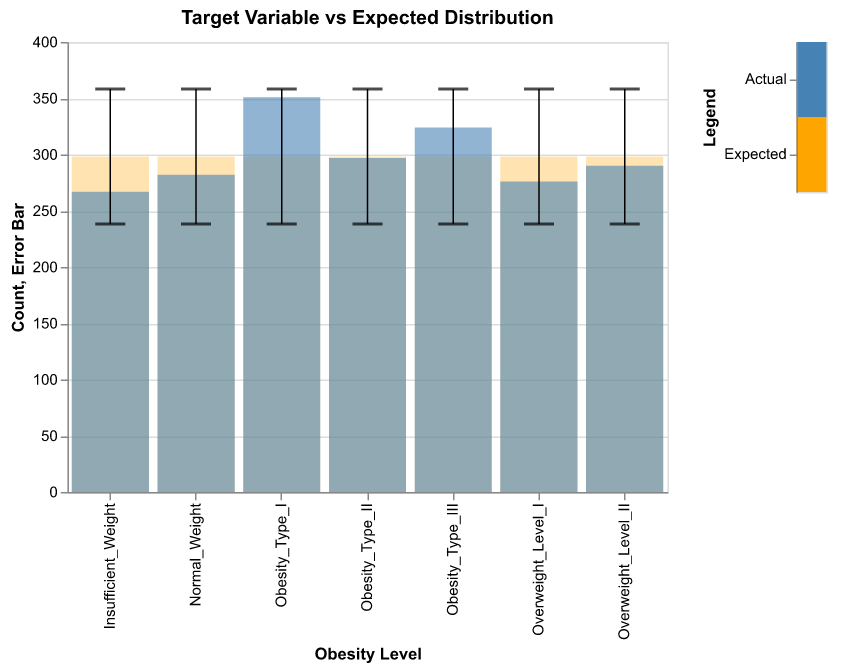 Target Variable vs Expected Distribution
Count, Error Bar
400
350
300
250
200
150
100
50
0
Insufficient_Weight
Normal_Weight
Obesity_Type_I
Obesity_Type_II
Obesity_Type_III
Overweight_Level_I
Overweight_Level_II
Obesity Level
Legend
Actual
Expected